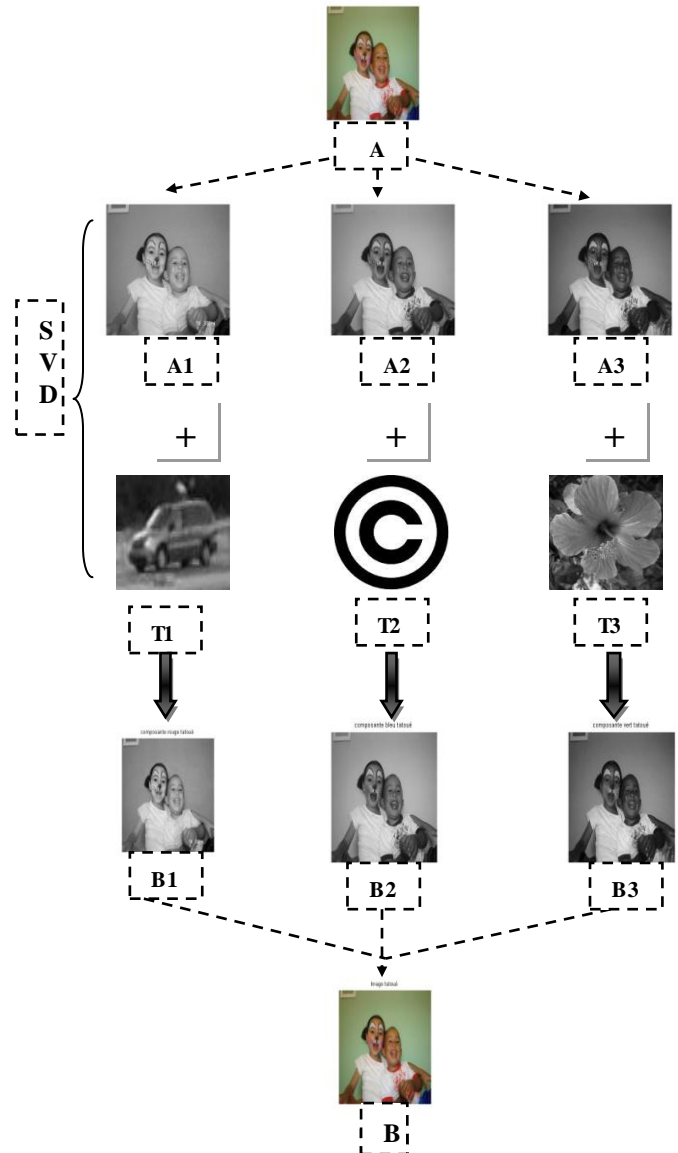 A
S
V
D
A1 A2 A3
+ + +
©
T1 T2 T3
composante rouge tatoué composante bleu tatoué composante vert tatoué
B1 B2 B3
Image tatoué
B